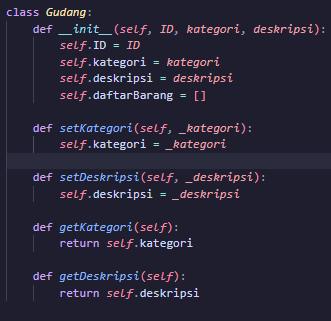 class Gudang:
    def __init__(self, ID, kategori, deskripsi):
        self.ID = ID
        self.kategori = kategori
        self.deskripsi = deskripsi
        self.daftarBarang = []

    def setKategori(self, _kategori):
        self.kategori = _kategori

    def setDeskripsi(self, _deskripsi):
        self.deskripsi = _deskripsi

    def getKategori(self):
        return self.kategori

    def getDeskripsi(self):
        return self.deskripsi